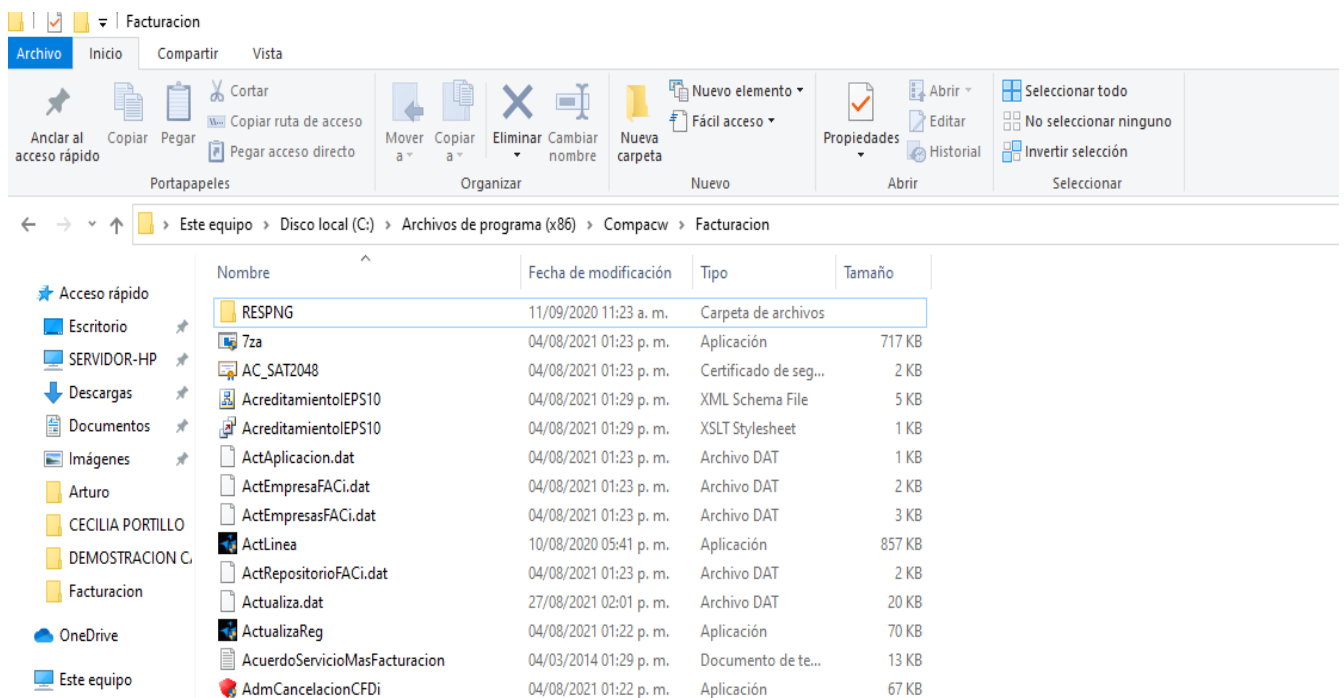 Facturacion
Archivo Inicio Compartir Vista
Anclar al acceso rápido
Copiar
Pegar
Cortar
Copiar ruta de acceso
Pegar acceso directo
Portapapeles
Mover a
Copiar a
Eliminar
Cambiar nombre
Organizar
Nueva carpeta
Nuevo elemento
Fácil acceso
Nuevo
Propiedades
Abrir
Editar
Historial
Abrir
Seleccionar todo
No seleccionar ninguno
Invertir selección
Seleccionar
Este equipo > Disco local (C:) > Archivos de programa (x86) > Compacw > Facturacion
Acceso rápido
Escritorio
SERVIDOR-HP
Descargas
Documentos
Imágenes
Arturo
CECILIA PORTILLO
DEMOSTRACION CA
Facturacion
OneDrive
Este equipo
Nombre Fecha de modificación Tipo Tamaño
RESPNG 11/09/2020 11:23 a. m. Carpeta de archivos
7za 04/08/2021 01:23 p. m. Aplicación 717 KB
AC_SAT2048 04/08/2021 01:23 p. m. Certificado de seg... 2 KB
AcreditamientoIEPS10 04/08/2021 01:29 p. m. XML Schema File 5 KB
AcreditamientoIEPS10 04/08/2021 01:29 p. m. XSLT Stylesheet 1 KB
ActAplicacion.dat 04/08/2021 01:23 p. m. Archivo DAT 1 KB
ActEmpresaFACi.dat 04/08/2021 01:23 p. m. Archivo DAT 2 KB
ActEmpresasFACi.dat 04/08/2021 01:23 p. m. Archivo DAT 3 KB
ActLinea 10/08/2020 05:41 p. m. Aplicación 857 KB
ActRepositorioFACi.dat 04/08/2021 01:23 p. m. Archivo DAT 2 KB
Actualiza.dat 27/08/2021 02:01 p. m. Archivo DAT 20 KB
ActualizaReg 04/08/2021 01:22 p. m. Aplicación 70 KB
AcuerdoServicioMasFacturacion 04/03/2014 01:29 p. m. Documento de te... 13 KB
AdmCancelacionCFDi 04/08/2021 01:22 p. m. Aplicación 67 KB